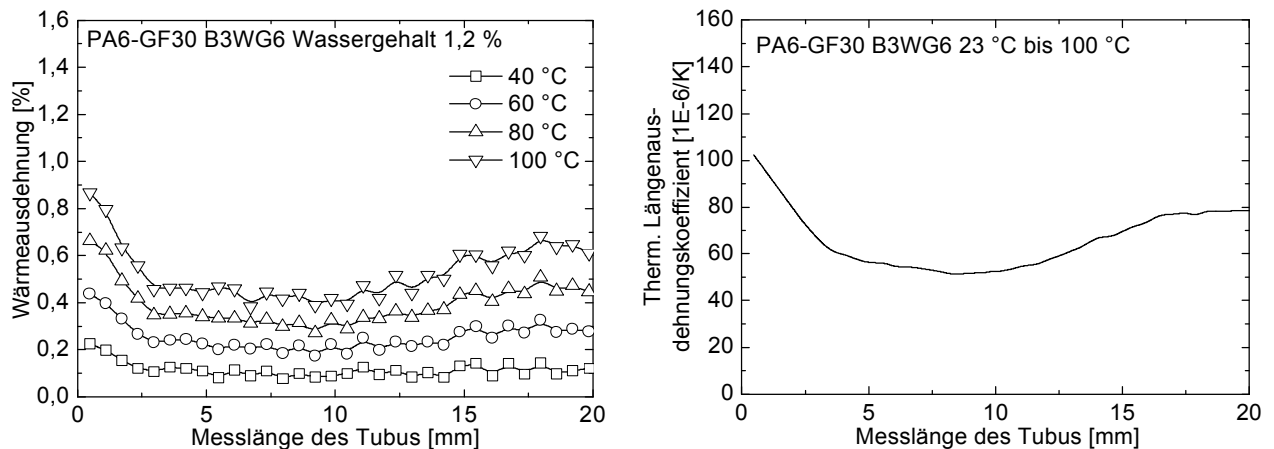 PA6-GF30 B3WG6 Wassergehalt 1,2 %
40 °C
60 °C
80 °C
100 °C
Wärmeausdehnung [%]
1,6
1,4
1,2
1,0
0,8
0,6
0,4
0,2
0,0
0
5
10
15
20
Messlänge des Tubus [mm]
PA6-GF30 B3WG6 23 °C bis 100 °C
Therm. Längenaus-
dehnungskoeffizient [1E-6/K]
160
140
120
100
80
60
40
20
0
0
5
10
15
20
Messlänge des Tubus [mm]